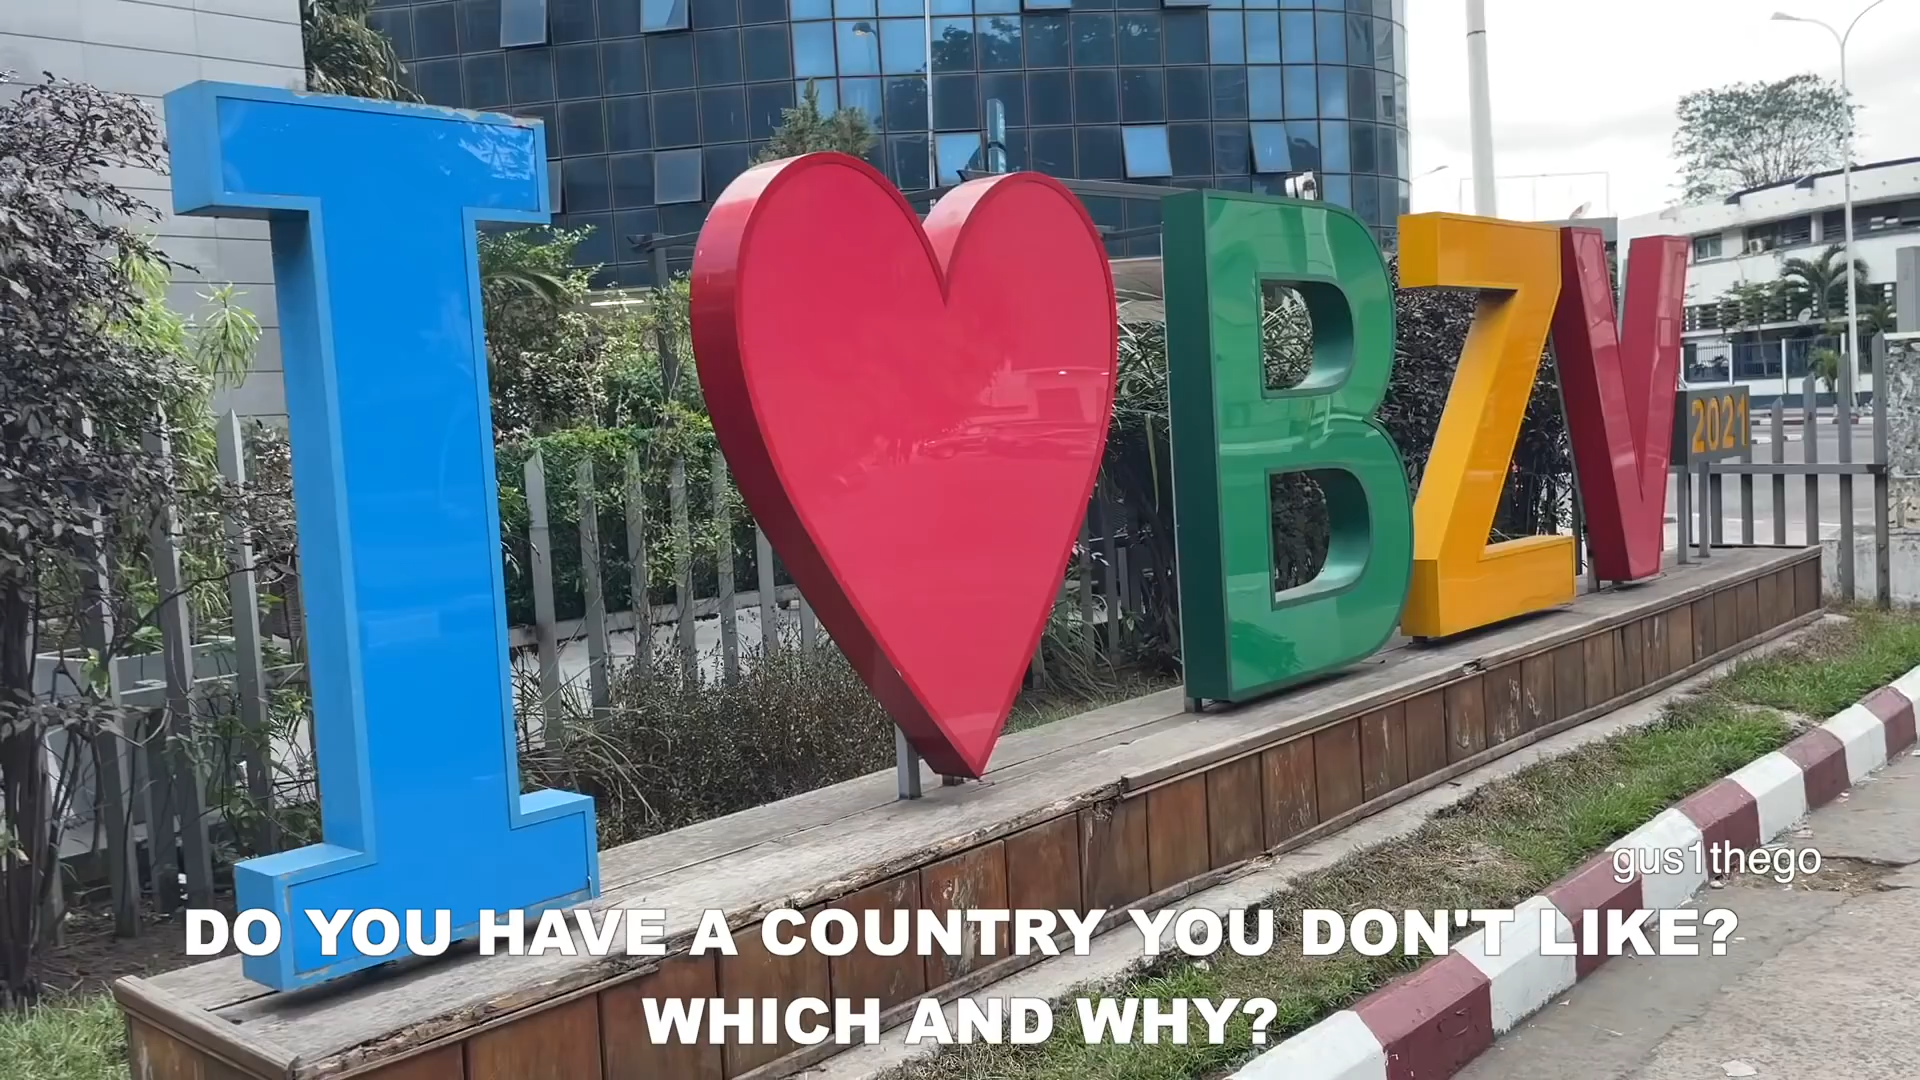 I ♥ BZV
2021
gus1thego
DO YOU HAVE A COUNTRY YOU DON'T LIKE?
WHICH AND WHY?